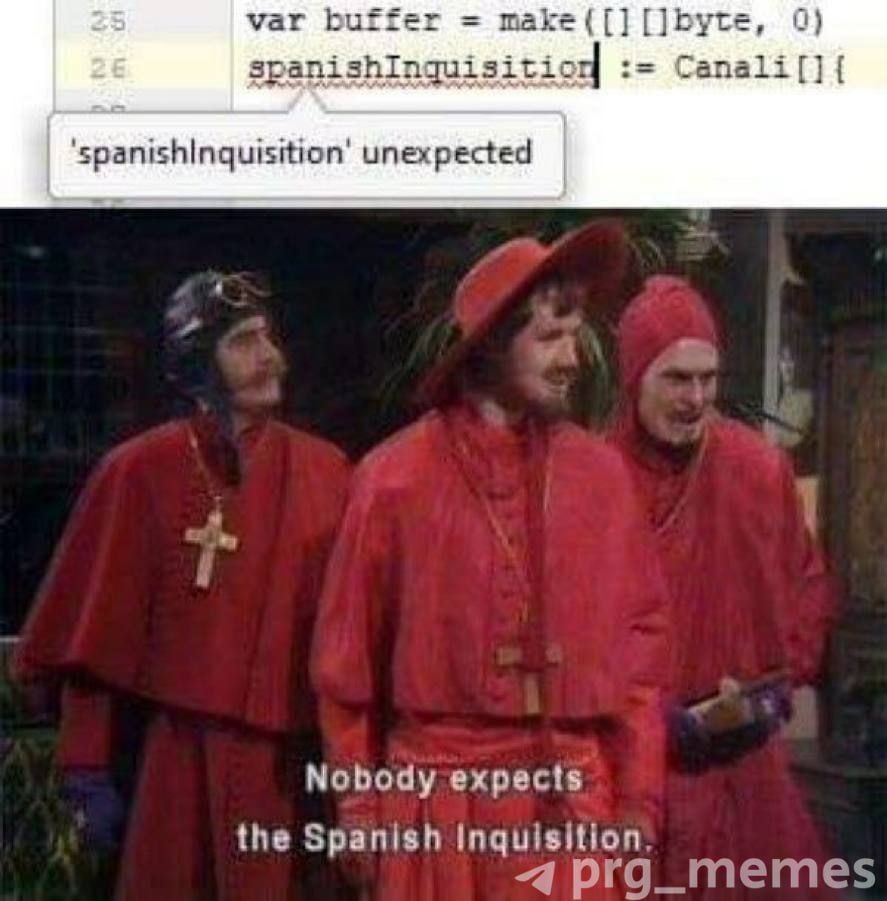 25 var buffer = make([][]byte, 0)
26 spanishInquisition := Canali[]{
'spanishInquisition' unexpected
Nobody expects
the Spanish Inquisition.
prg_memes